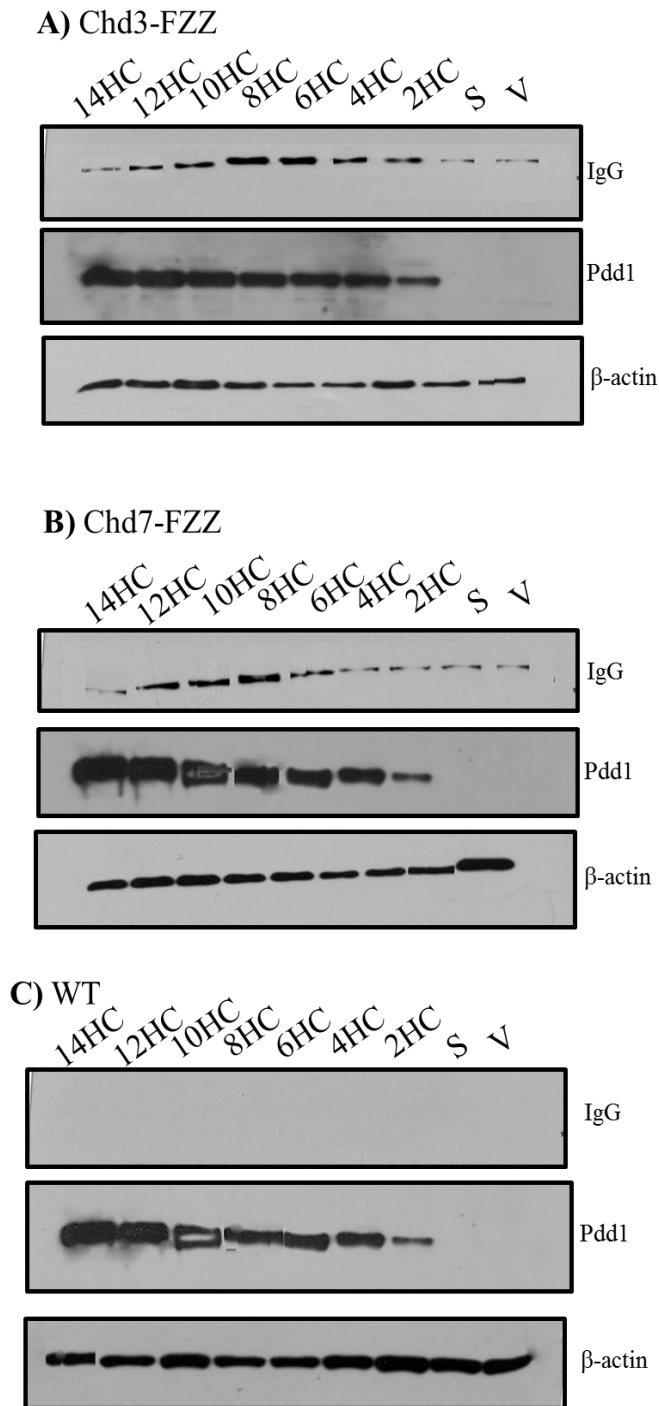 A) Chd3-FZZ
14HC 12HC 10HC 8HC 6HC 4HC 2HC S V
IgG
Pdd1
β-actin
B) Chd7-FZZ
14HC 12HC 10HC 8HC 6HC 4HC 2HC S V
IgG
Pdd1
β-actin
C) WT
14HC 12HC 10HC 8HC 6HC 4HC 2HC S V
IgG
Pdd1
β-actin